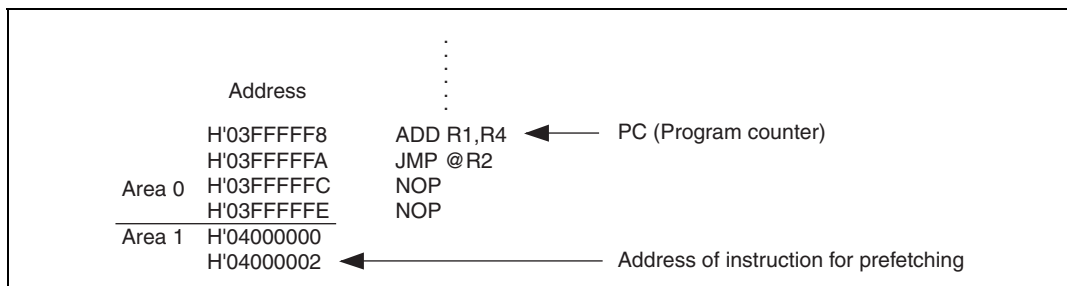 Address
H'03FFFFF8 ADD R1,R4 PC (Program counter)
H'03FFFFFA JMP @R2
Area 0 H'03FFFFFC NOP
H'03FFFFFE NOP
Area 1 H'04000000
H'04000002 Address of instruction for prefetching